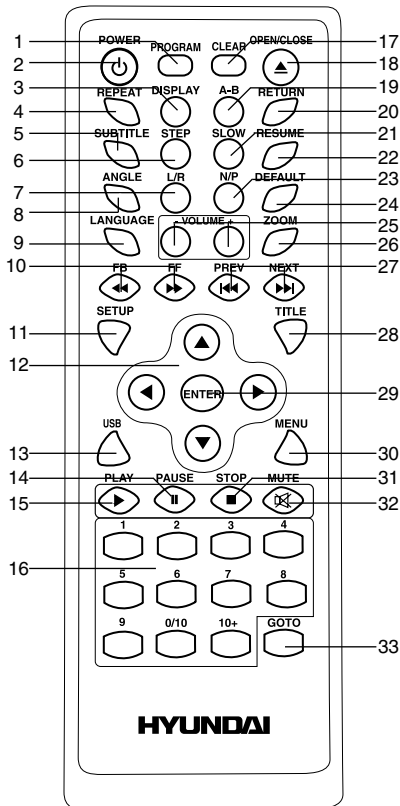 POWER PROGRAM CLEAR OPEN/CLOSE
1 17
2 18
REPEAT DISPLAY A-B RETURN
3 19
4 20
SUBTITLE STEP SLOW RESUME
5 21
6 22
ANGLE L/R N/P DEFAULT
7 23
8 24
LANGUAGE - VOLUME + ZOOM
25
9 26
FB FF PREV NEXT
10 27
SETUP TITLE
11 28
12
ENTER 29
USB MENU
13 30
PLAY PAUSE STOP MUTE
14 31
15 32
1 2 3 4
16
5 6 7 8
9 0/10 10+ GOTO
33
HYUNDAI